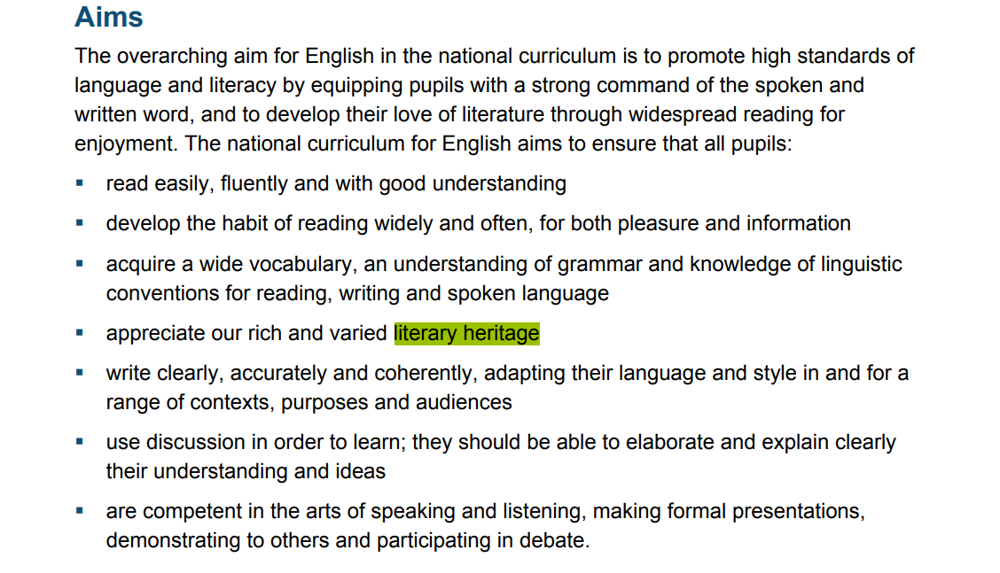 Aims
The overarching aim for English in the national curriculum is to promote high standards of
language and literacy by equipping pupils with a strong command of the spoken and
written word, and to develop their love of literature through widespread reading for
enjoyment. The national curriculum for English aims to ensure that all pupils:
▪ read easily, fluently and with good understanding
▪ develop the habit of reading widely and often, for both pleasure and information
▪ acquire a wide vocabulary, an understanding of grammar and knowledge of linguistic
conventions for reading, writing and spoken language
▪ appreciate our rich and varied literary heritage
▪ write clearly, accurately and coherently, adapting their language and style in and for a
range of contexts, purposes and audiences
▪ use discussion in order to learn; they should be able to elaborate and explain clearly
their understanding and ideas
▪ are competent in the arts of speaking and listening, making formal presentations,
demonstrating to others and participating in debate.